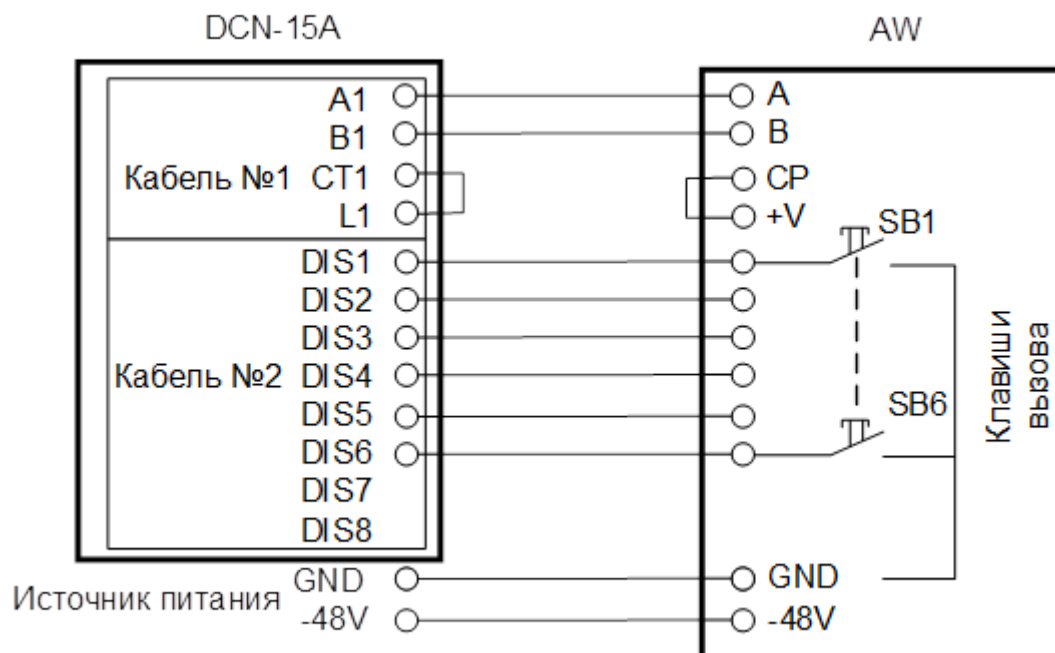 DCN-15A
AW
Кабель №1
A1
B1
CT1
L1
A
B
CP
+V
SB1
Кабель №2
DIS1
DIS2
DIS3
DIS4
DIS5
DIS6
DIS7
DIS8
SB6
Клавиши
вызова
Источник питания
GND
-48V
GND
-48V